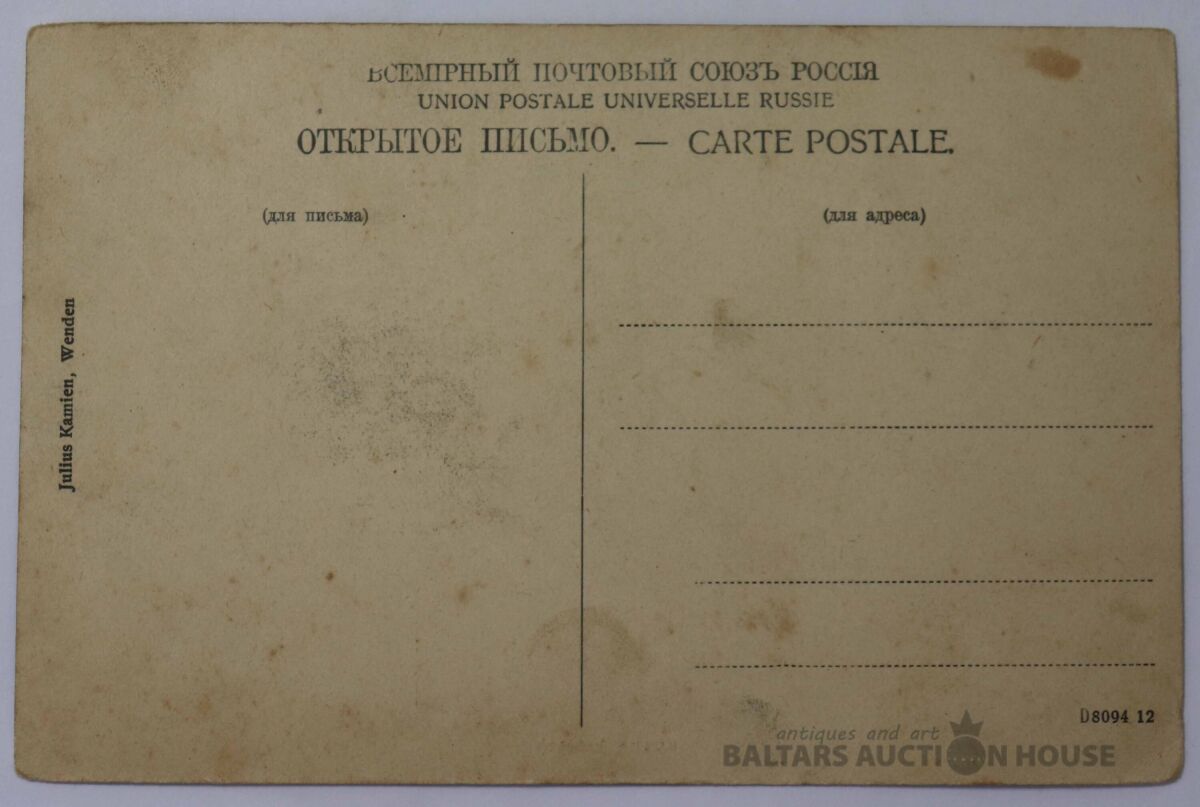 ВСЕМІРНЫЙ ПОЧТОВЫЙ СОЮЗЪ РОССІЯ
UNION POSTALE UNIVERSELLE RUSSIE
ОТКРЫТОЕ ПИСЬМО. — CARTE POSTALE.
(для письма)
(для адреса)
Julius Kamien, Wenden
D8094 12
antiques and art
BALTARS AUCTION HOUSE